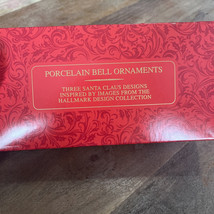 PORCELAIN BELL ORNAMENTS
THREE SANTA CLAUS DESIGNS
INSPIRED BY IMAGES FROM THE
HALLMARK DESIGN COLLECTION